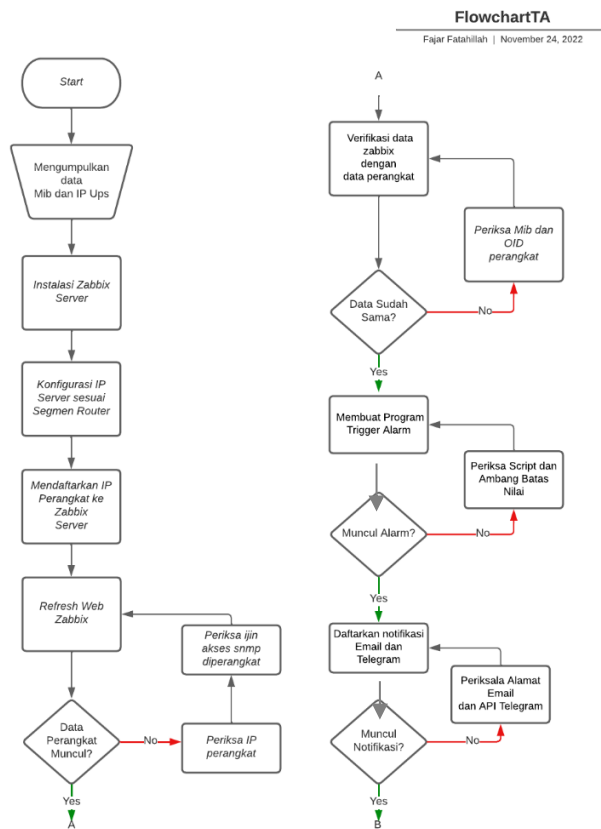 FlowchartTA
Fajar Fatahillah | November 24, 2022
Start
Mengumpulkan
data
Mib dan IP Ups
Instalasi Zabbix
Server
Konfigurasi IP
Server sesuai
Segmen Router
Mendaftarkan IP
Perangkat ke
Zabbix
Server
Refresh Web
Zabbix
Periksa ijin
akses snmp
diperangkat
Data
Perangkat
Muncul?
No
Periksa IP
perangkat
Yes
A
A
Verifikasi data
zabbix
dengan
data perangkat
Periksa Mib dan
OID
perangkat
Data Sudah
Sama?
No
Yes
Membuat Program
Trigger Alarm
Periksa Script dan
Ambang Batas
Nilai
Muncul Alarm?
No
Yes
Daftarkan notifikasi
Email dan
Telegram
Periksala Alamat
Email
dan API Telegram
Muncul
Notifikasi?
No
Yes
B